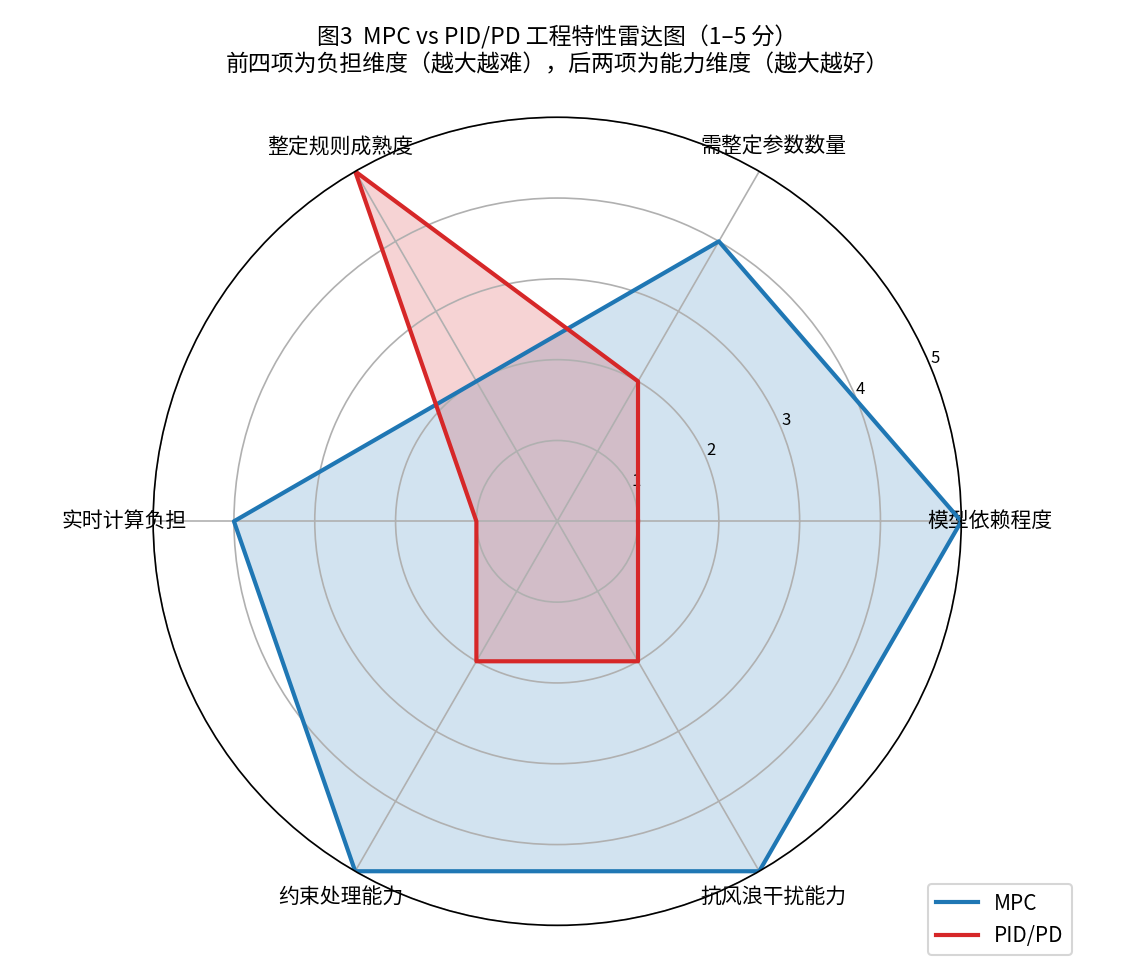 图3 MPC vs PID/PD 工程特性雷达图（1–5 分）
前四项为负担维度（越大越难），后两项为能力维度（越大越好）
整定规则成熟度
需整定参数数量
5
4
3
2
1
实时计算负担
模型依赖程度
约束处理能力
抗风浪干扰能力
MPC
PID/PD